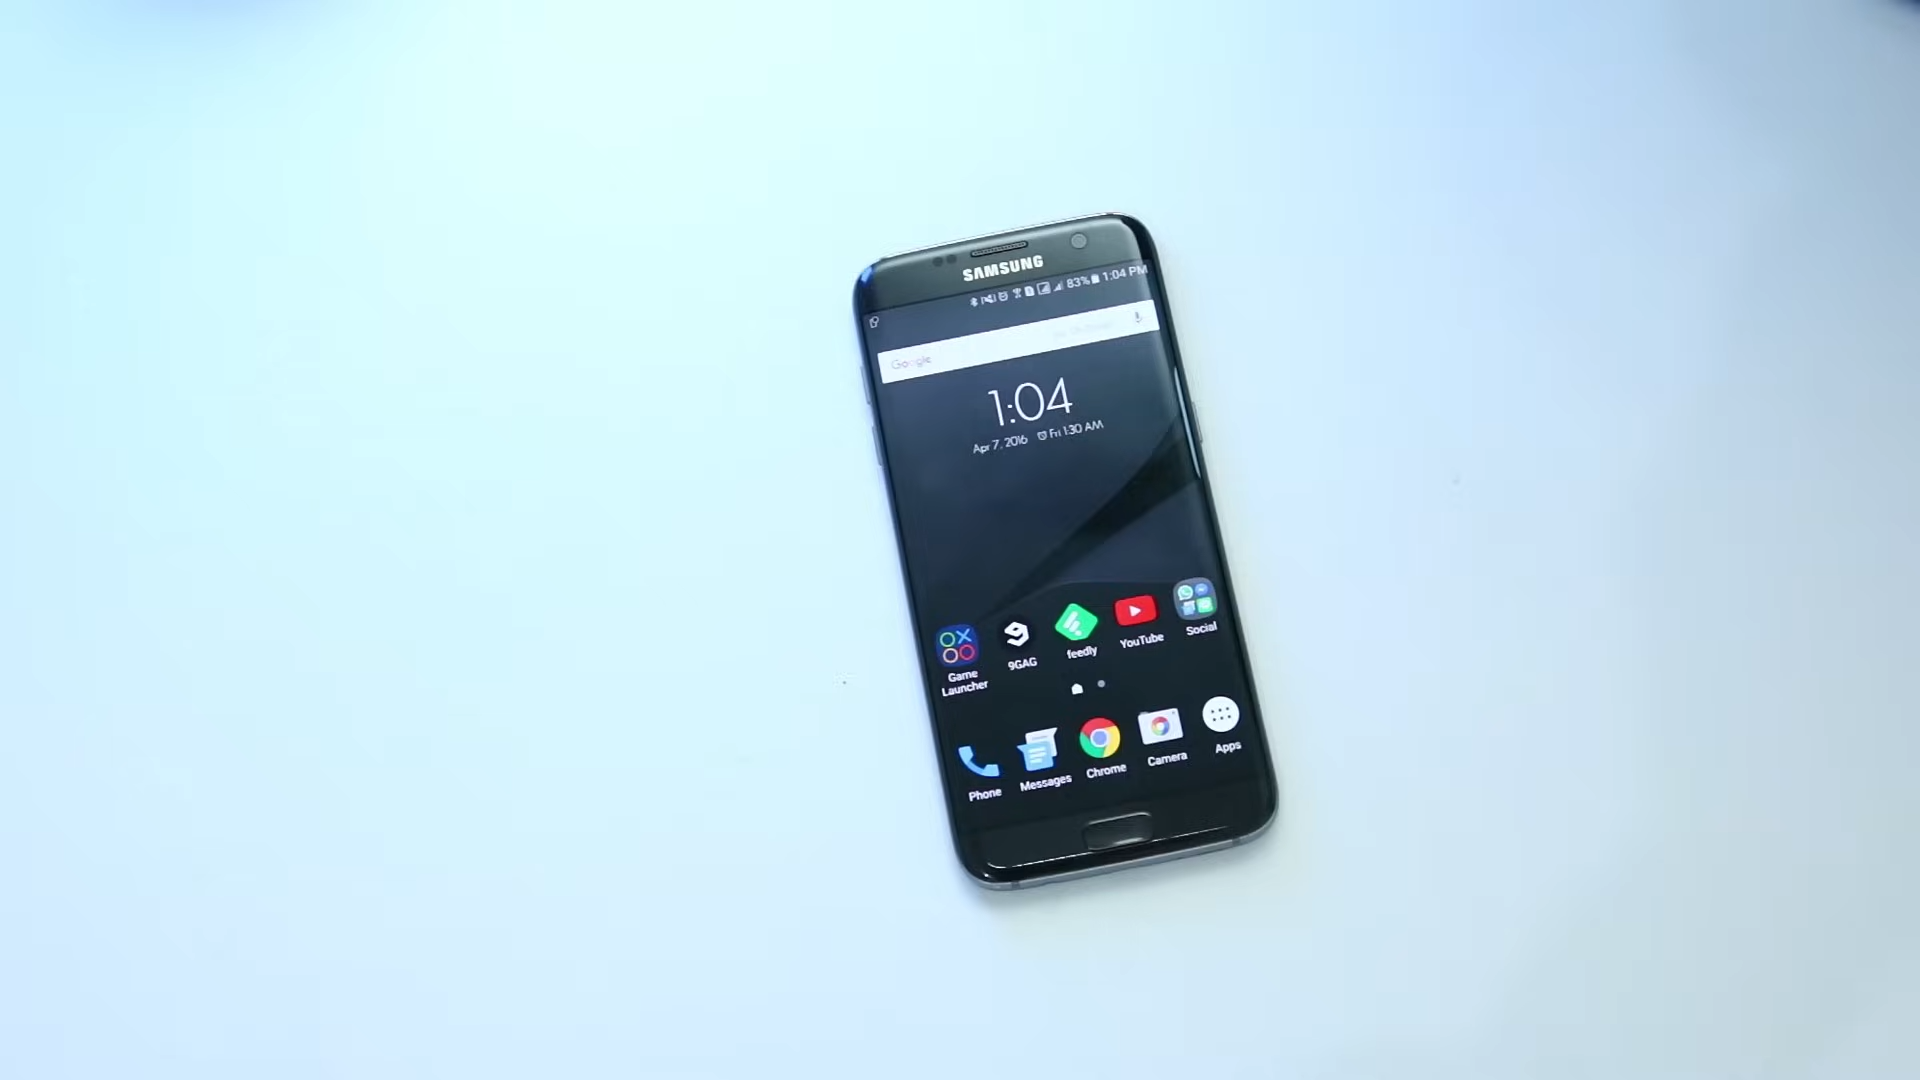 SAMSUNG
83% 1:04 PM
Google
1:04
Apr 7, 2016 Fri 1:30 AM
Game Launcher
9GAG
feedly
YouTube
Social
Phone
Messages
Chrome
Camera
Apps